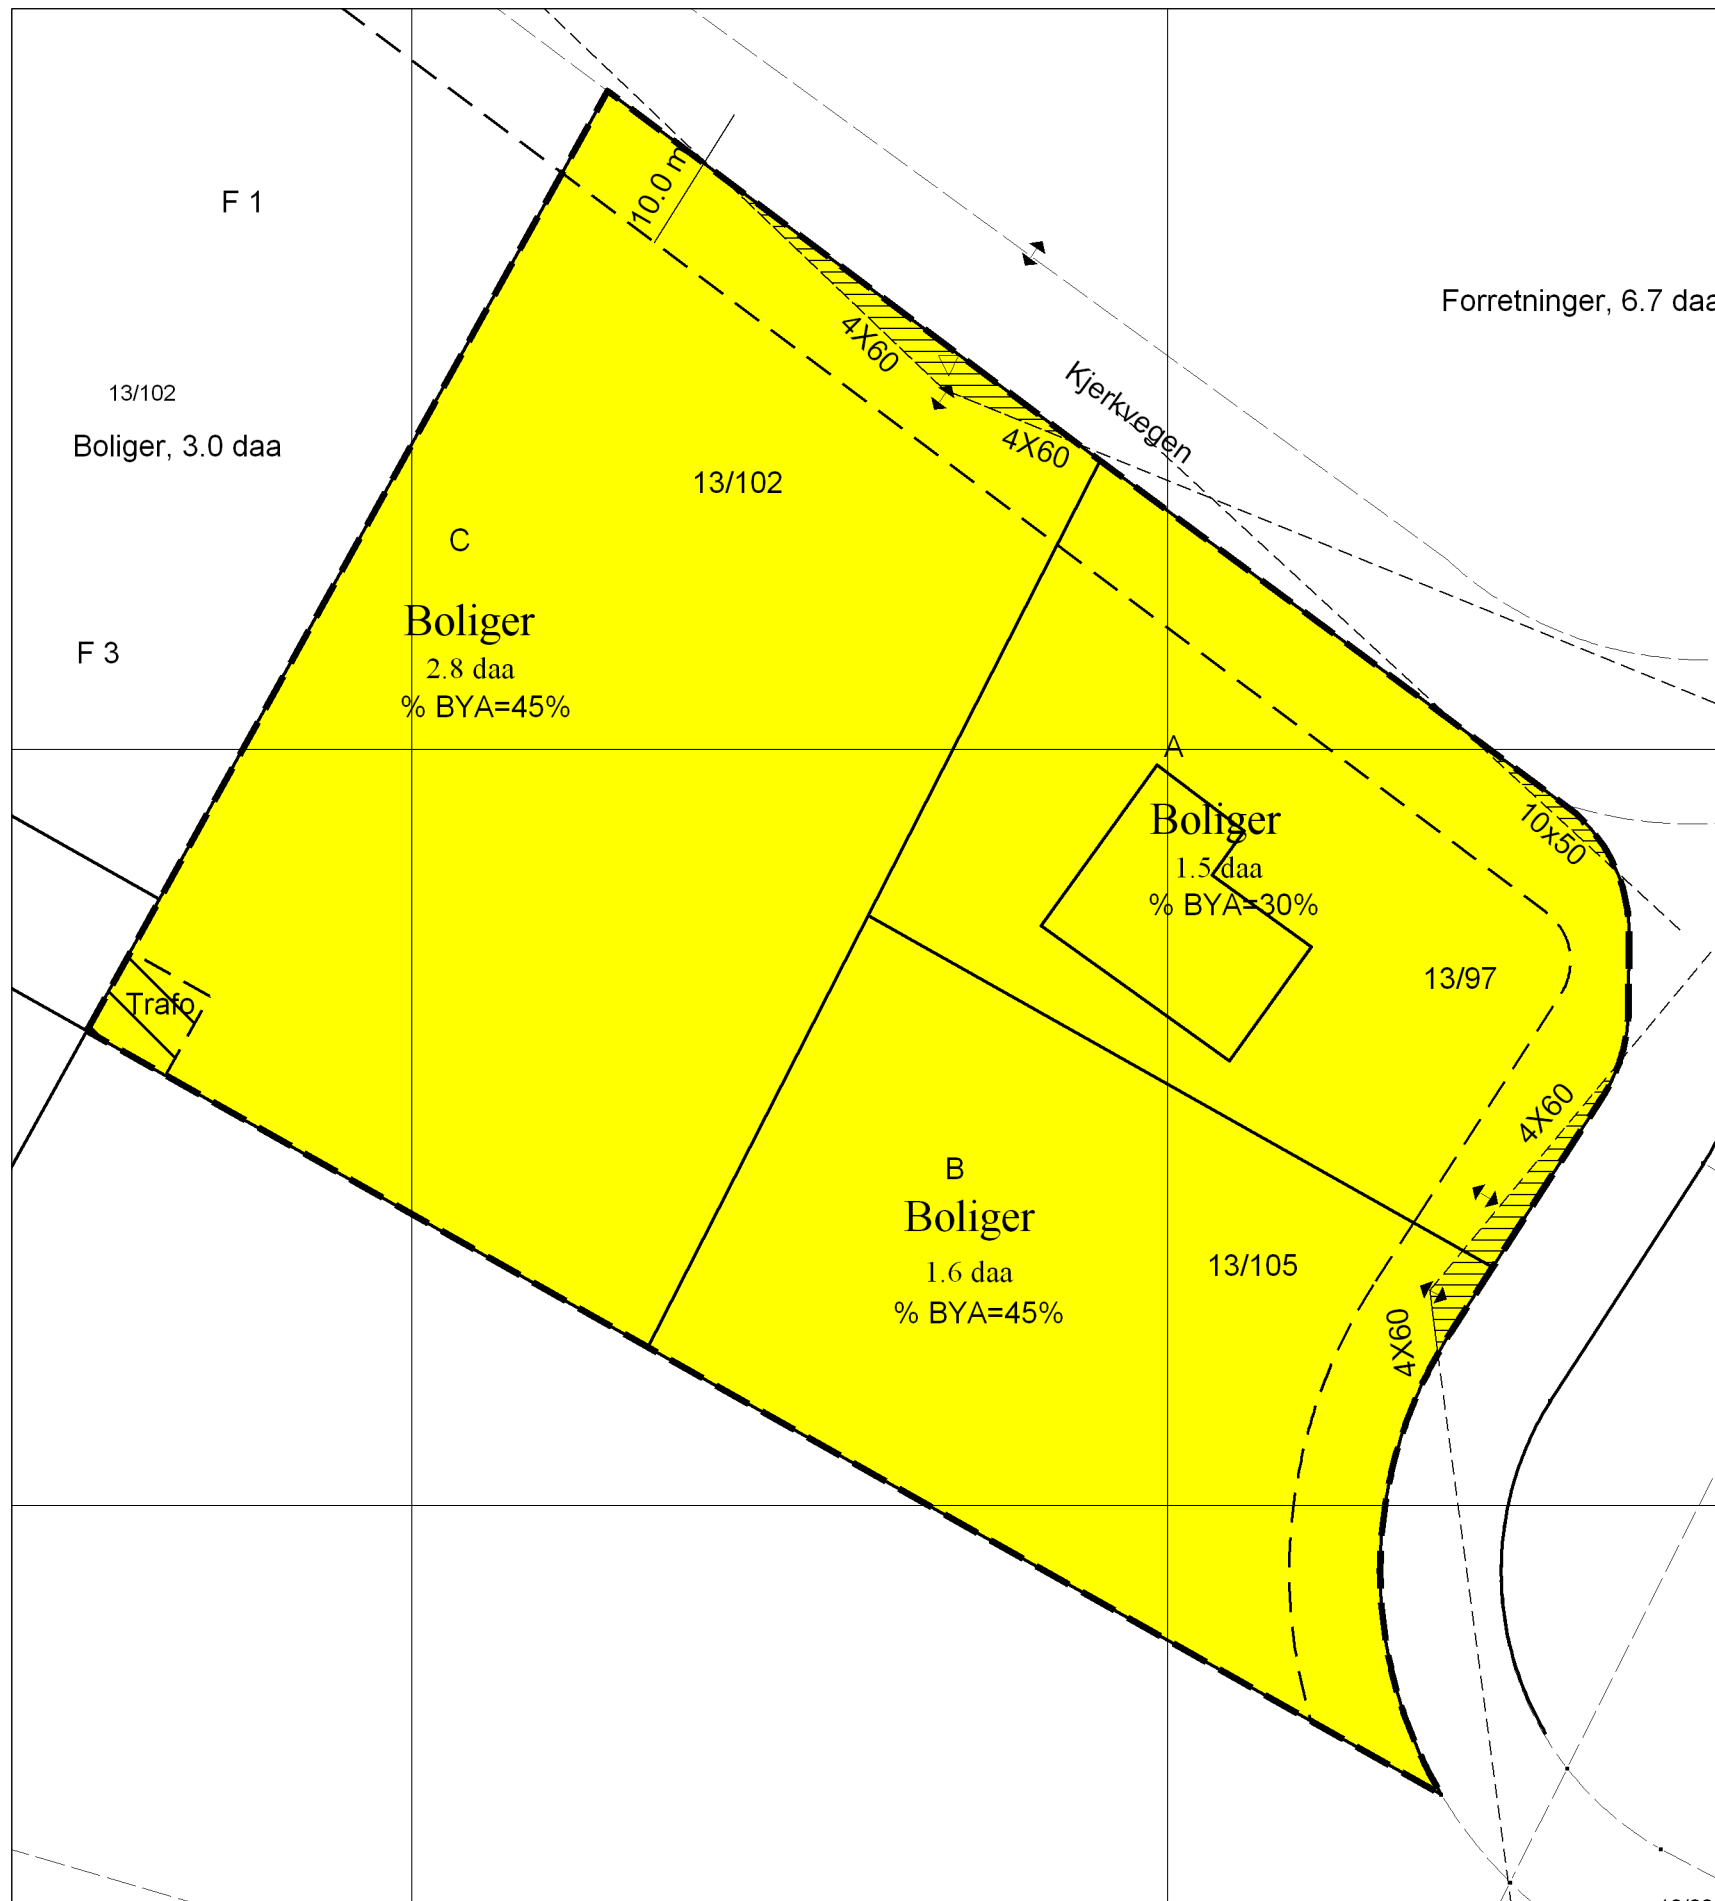 10.0 m
F 1
Forretninger, 6.7 daa
4X60
Kjerkvegen
13/102
Boliger, 3.0 daa
4X60
13/102
C
Boliger
2.8 daa
% BYA=45%
F 3
A
Boliger
1.5 daa
% BYA=30%
10x50
13/97
Trafo
4X60
B
Boliger
1.6 daa
% BYA=45%
13/105
4X60